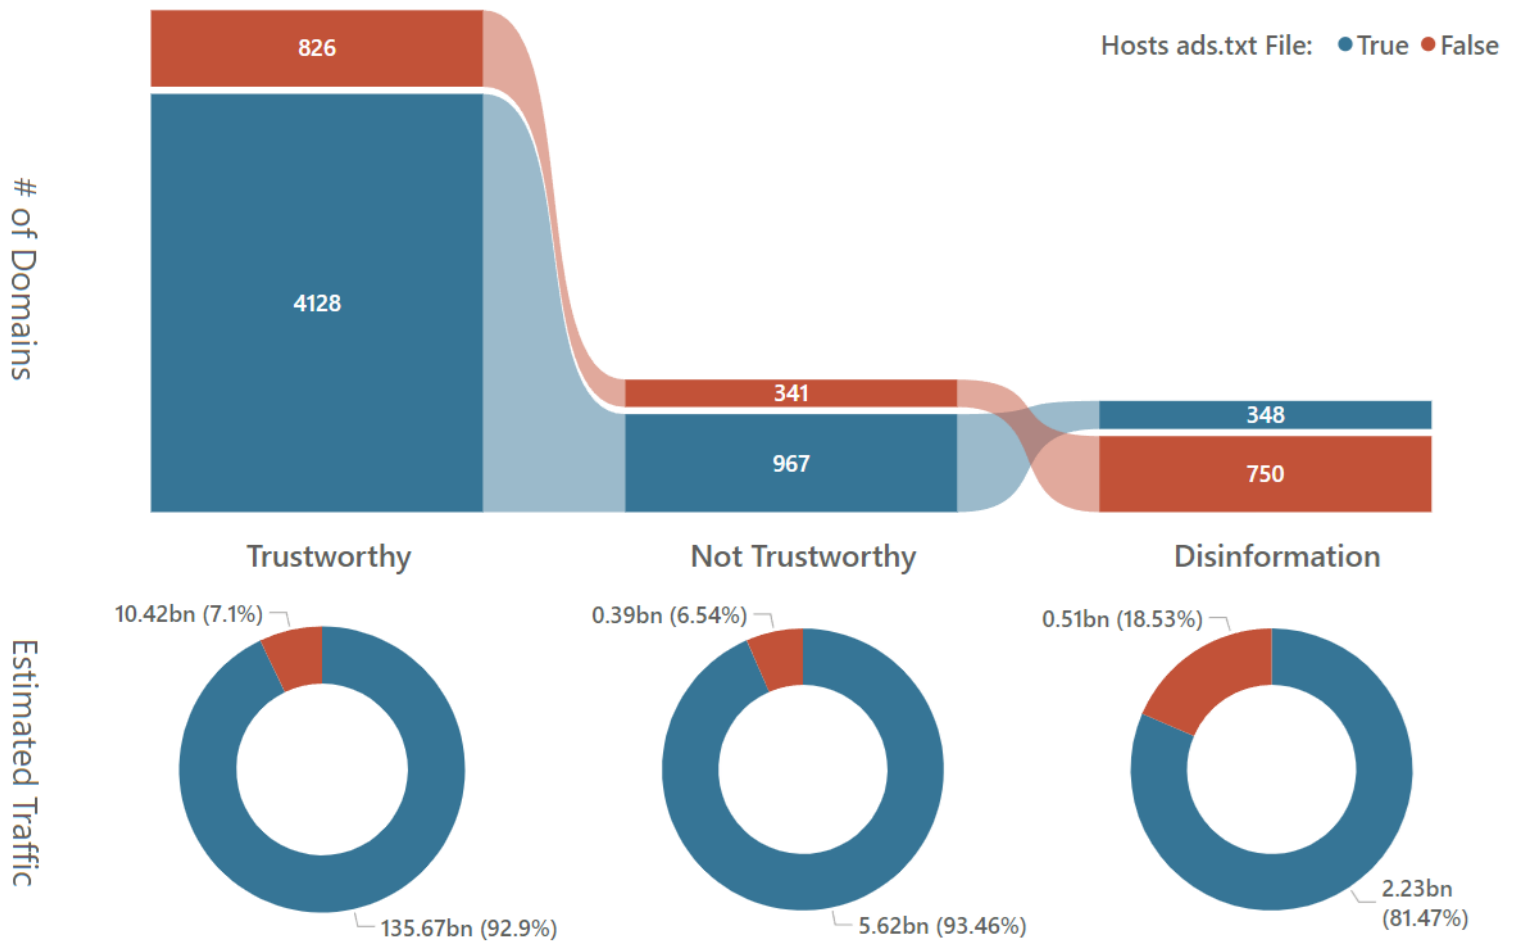 Hosts ads.txt File: True False
# of Domains
826
4128
341
967
348
750
Trustworthy
Not Trustworthy
Disinformation
Estimated Traffic
10.42bn (7.1%)
135.67bn (92.9%)
0.39bn (6.54%)
5.62bn (93.46%)
0.51bn (18.53%)
2.23bn
(81.47%)